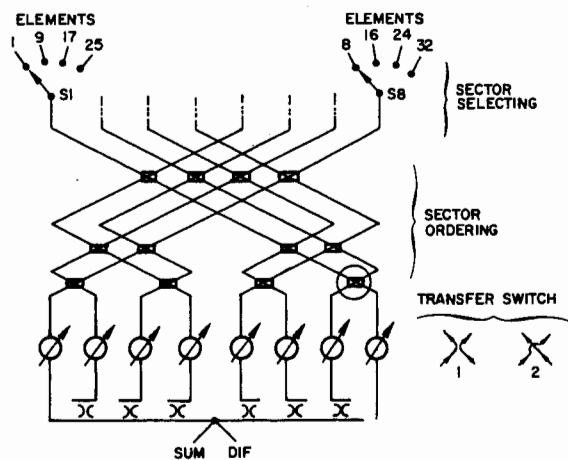 ELEMENTS
1 9 17 25
S1
ELEMENTS
8 16 24 32
S8
SECTOR
SELECTING
SECTOR
ORDERING
TRANSFER SWITCH
1 2
SUM DIF